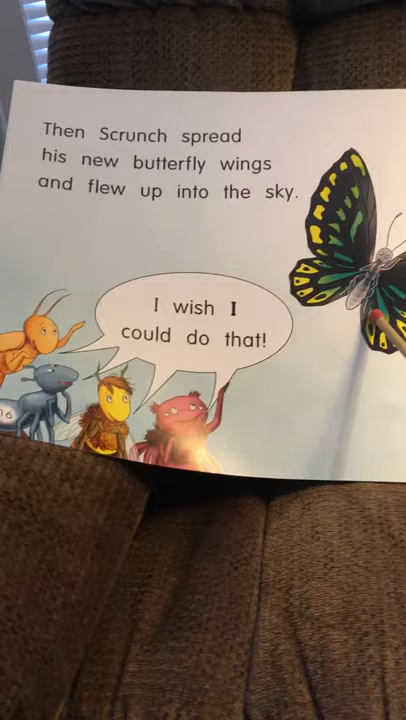 Then Scrunch spread
his new butterfly wings
and flew up into the sky.
I wish I
could do that!
16